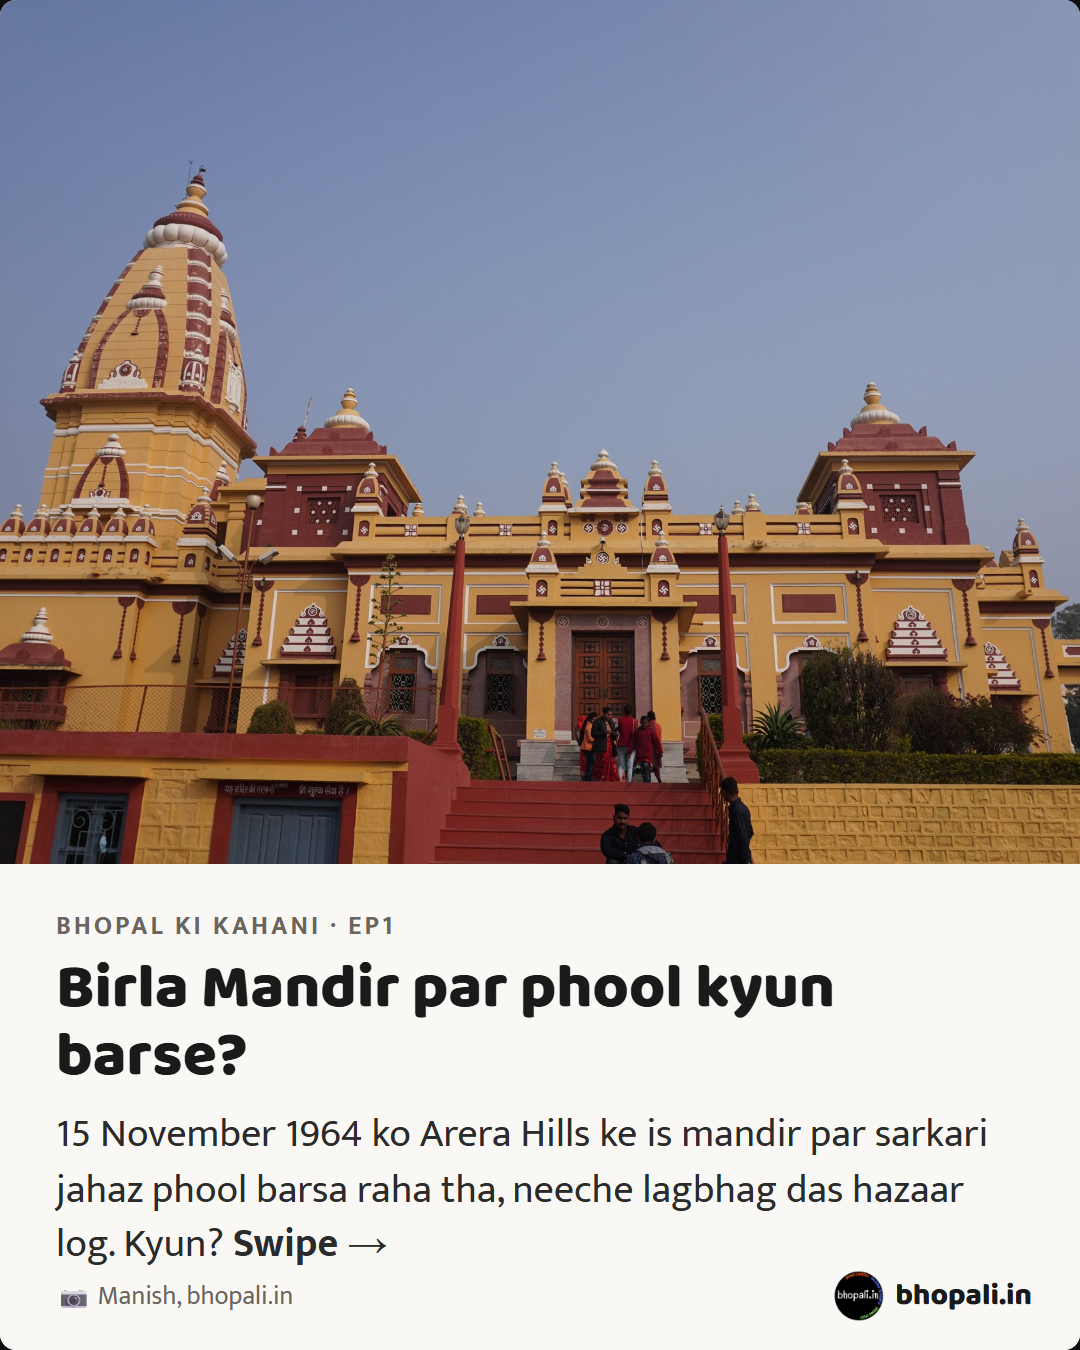 BHOPAL KI KAHANI · EP1
Birla Mandir par phool kyun
barse?
15 November 1964 ko Arera Hills ke is mandir par sarkari
jahaz phool barsa raha tha, neeche lagbhag das hazaar
log. Kyun? Swipe →
Manish, bhopali.in
bhopali.in
bhopali.in